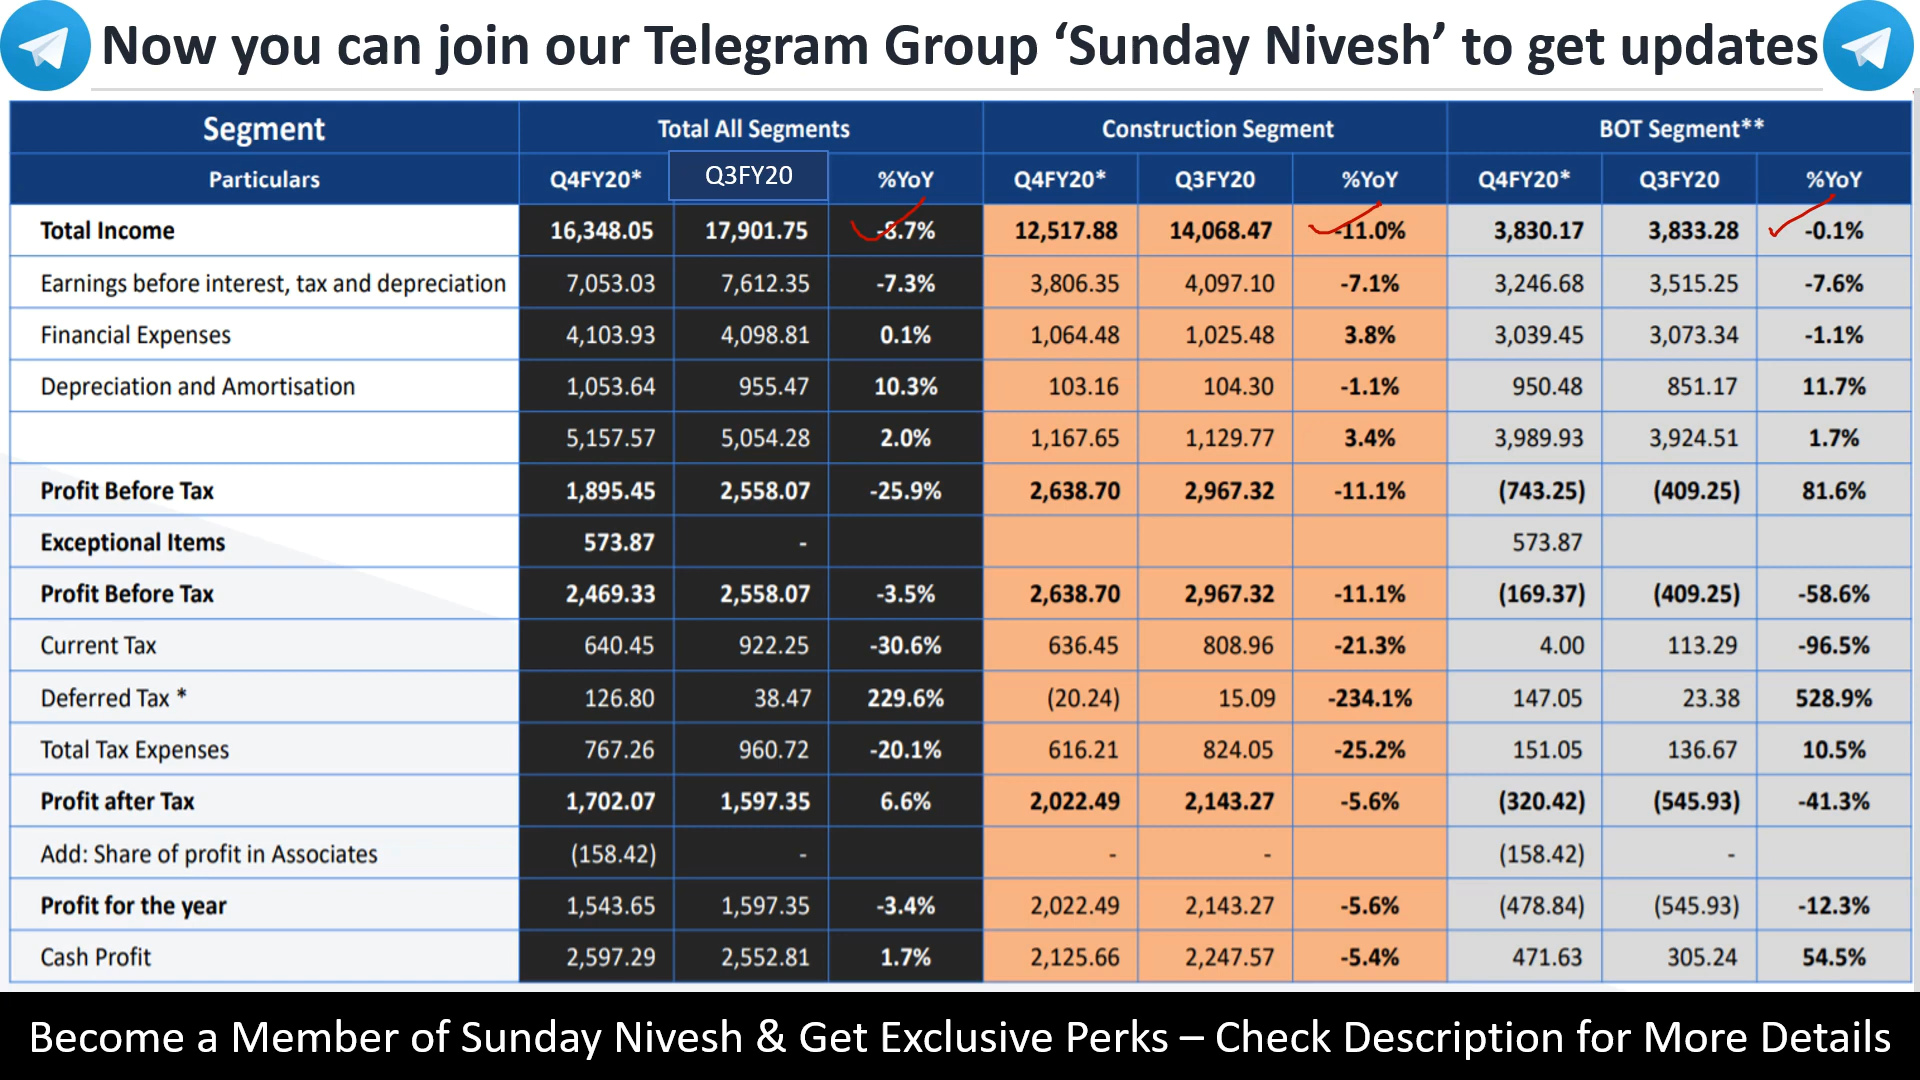 Now you can join our Telegram Group ‘Sunday Nivesh’ to get updates
Segment Total All Segments Construction Segment BOT Segment**
Particulars Q4FY20* Q3FY20 %YoY Q4FY20* Q3FY20 %YoY Q4FY20* Q3FY20 %YoY
Total Income 16,348.05 17,901.75 -8.7% 12,517.88 14,068.47 -11.0% 3,830.17 3,833.28 -0.1%
Earnings before interest, tax and depreciation 7,053.03 7,612.35 -7.3% 3,806.35 4,097.10 -7.1% 3,246.68 3,515.25 -7.6%
Financial Expenses 4,103.93 4,098.81 0.1% 1,064.48 1,025.48 3.8% 3,039.45 3,073.34 -1.1%
Depreciation and Amortisation 1,053.64 955.47 10.3% 103.16 104.30 -1.1% 950.48 851.17 11.7%
5,157.57 5,054.28 2.0% 1,167.65 1,129.77 3.4% 3,989.93 3,924.51 1.7%
Profit Before Tax 1,895.45 2,558.07 -25.9% 2,638.70 2,967.32 -11.1% (743.25) (409.25) 81.6%
Exceptional Items 573.87 - 573.87
Profit Before Tax 2,469.33 2,558.07 -3.5% 2,638.70 2,967.32 -11.1% (169.37) (409.25) -58.6%
Current Tax 640.45 922.25 -30.6% 636.45 808.96 -21.3% 4.00 113.29 -96.5%
Deferred Tax * 126.80 38.47 229.6% (20.24) 15.09 -234.1% 147.05 23.38 528.9%
Total Tax Expenses 767.26 960.72 -20.1% 616.21 824.05 -25.2% 151.05 136.67 10.5%
Profit after Tax 1,702.07 1,597.35 6.6% 2,022.49 2,143.27 -5.6% (320.42) (545.93) -41.3%
Add: Share of profit in Associates (158.42) - - - (158.42) -
Profit for the year 1,543.65 1,597.35 -3.4% 2,022.49 2,143.27 -5.6% (478.84) (545.93) -12.3%
Cash Profit 2,597.29 2,552.81 1.7% 2,125.66 2,247.57 -5.4% 471.63 305.24 54.5%
Become a Member of Sunday Nivesh & Get Exclusive Perks – Check Description for More Details